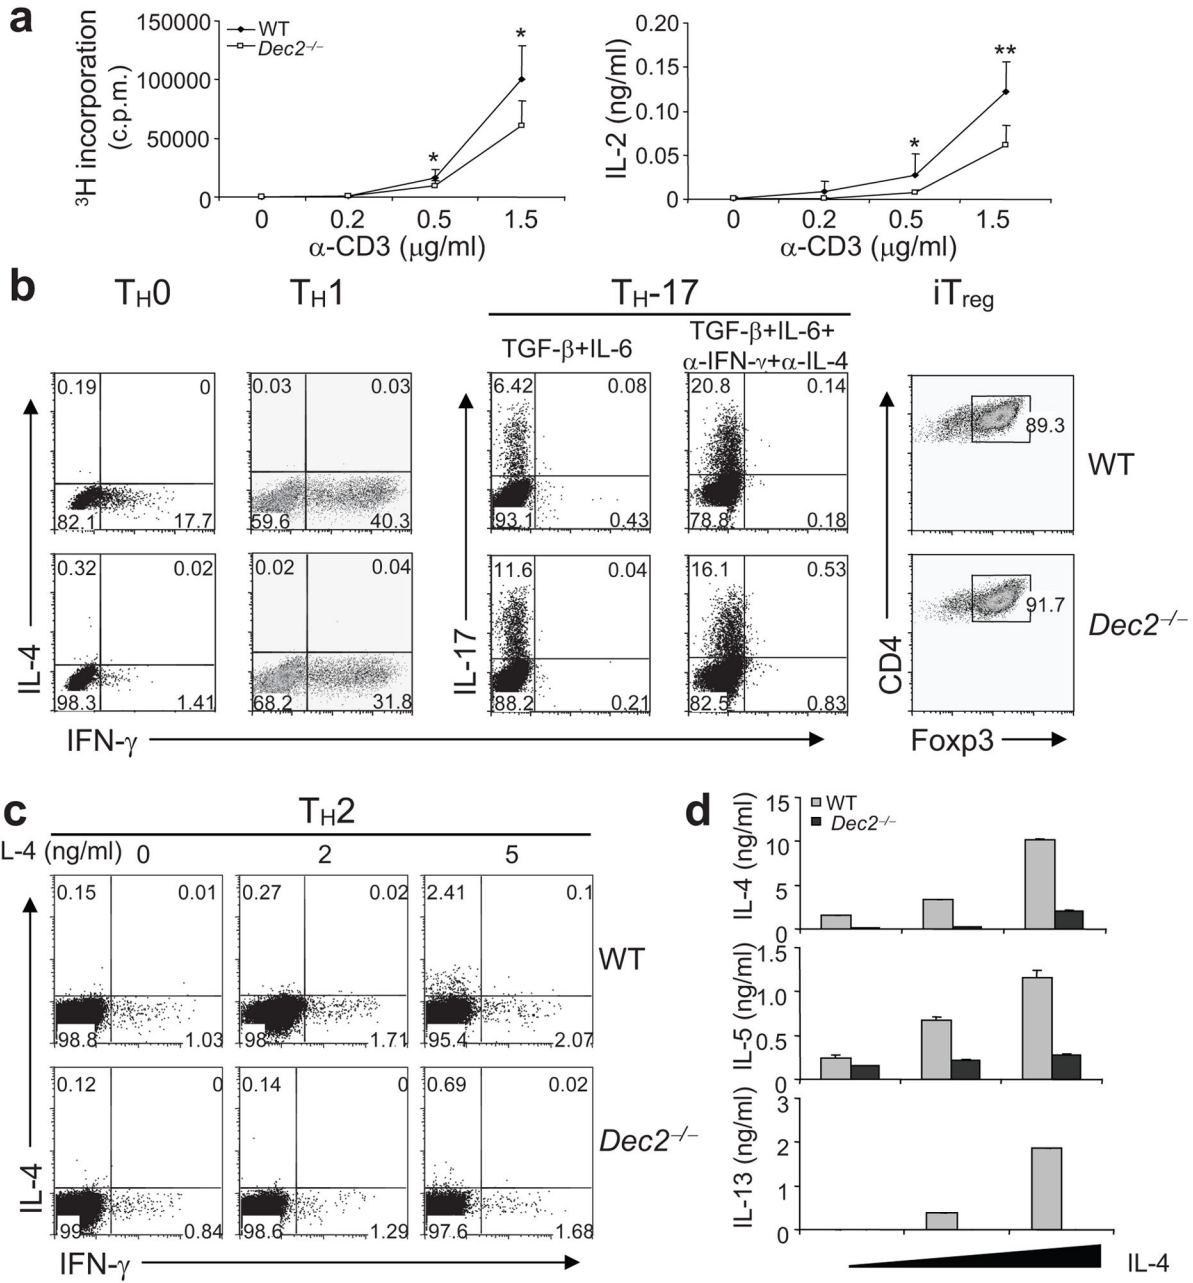 a
³H incorporation
(c.p.m.)
150000
100000
50000
0
WT
Dec2⁻/⁻
*
*
0 0.2 0.5 1.5
α-CD3 (μg/ml)
IL-2 (ng/ml)
0.20
0.15
0.10
0.05
0
*
**
0 0.2 0.5 1.5
α-CD3 (μg/ml)
b
TH0 TH1 TH-17 iTreg
TGF-β+IL-6
TGF-β+IL-6+
α-IFN-γ+α-IL-4
0.19 0 0.03 0.03 6.42 0.08 20.8 0.14
89.3
WT
82.1 17.7 59.6 40.3 93.1 0.43 78.8 0.18
0.32 0.02 0.02 0.04 11.6 0.04 16.1 0.53
91.7
Dec2⁻/⁻
98.3 1.41 68.2 31.8 88.2 0.21 82.5 0.83
IL-4
IL-17
CD4
IFN-γ
Foxp3
c
TH2
L-4 (ng/ml) 0 2 5
0.15 0.01 0.27 0.02 2.41 0.1
WT
98.8 1.03 98 1.71 95.4 2.07
0.12 0 0.14 0 0.69 0.02
Dec2⁻/⁻
99 0.84 98.6 1.29 97.6 1.68
IL-4
IFN-γ
d
WT
Dec2⁻/⁻
IL-4 (ng/ml)
15
10
5
0
IL-5 (ng/ml)
1.5
1.0
0.5
0
IL-13 (ng/ml)
3
2
1
0
IL-4